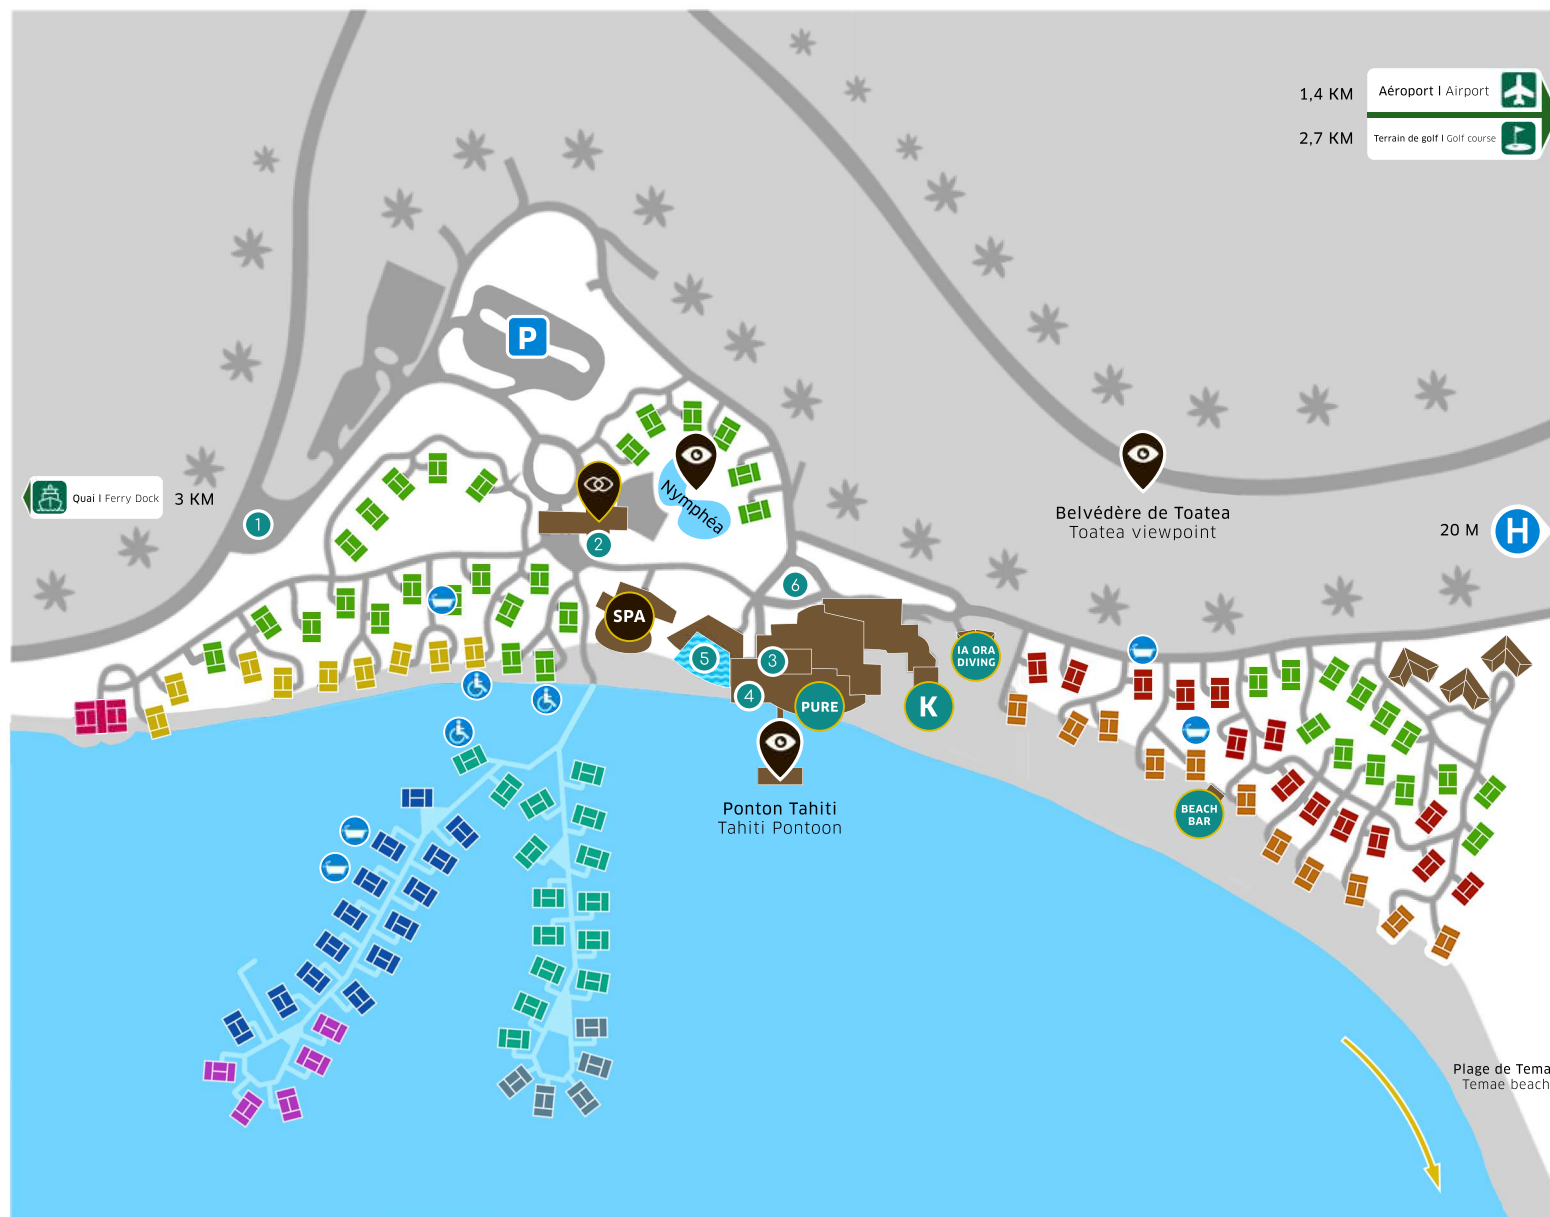 1,4 KM
Aéroport I Airport
2,7 KM
Terrain de golf I Golf course
P
Quai I Ferry Dock
3 KM
1
2
Nymphéa
Belvédère de Toatea
Toatea viewpoint
20 M
H
6
SPA
5
3
4
PURE
K
IA ORA
DIVING
BEACH
BAR
Ponton Tahiti
Tahiti Pontoon
Plage de Tema
Temae beach